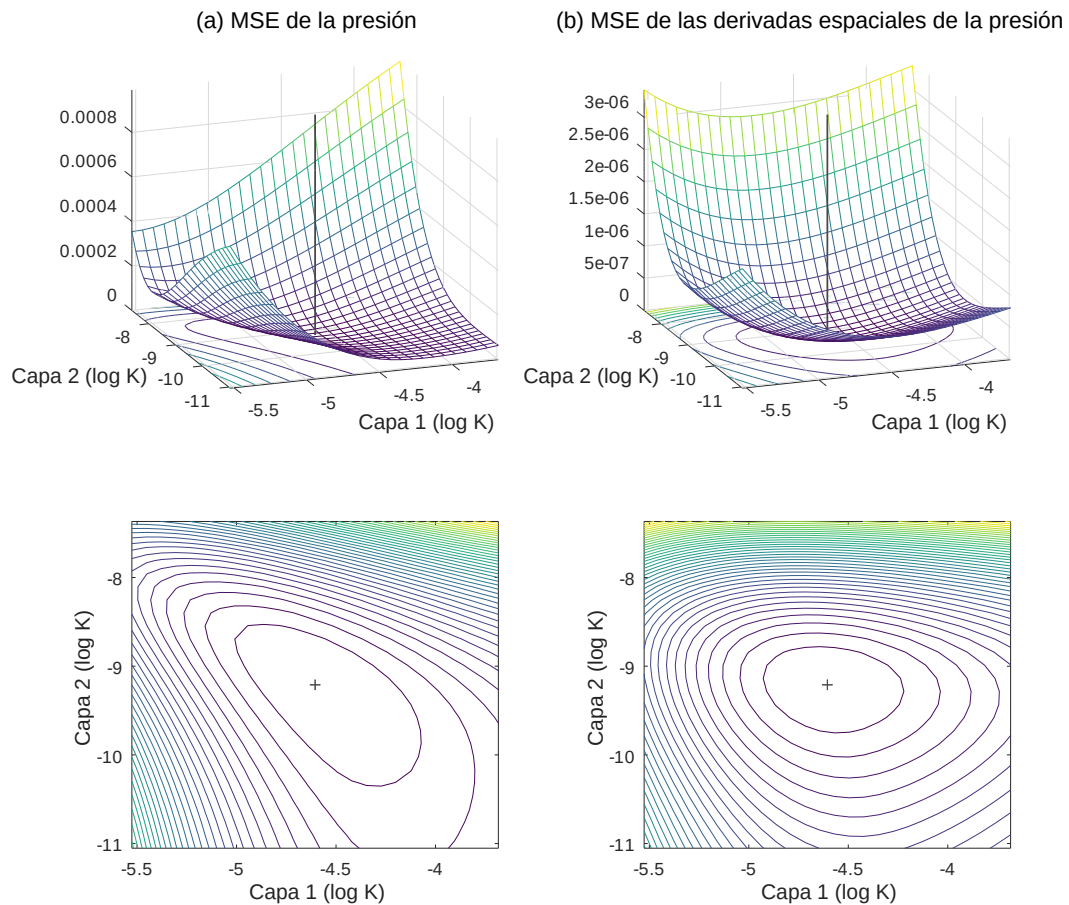 (a) MSE de la presión
(b) MSE de las derivadas espaciales de la presión
0.0008
0.0006
0.0004
0.0002
0
-8
-9
-10
-11
Capa 2 (log K)
-5.5
-5
-4.5
-4
Capa 1 (log K)
3e-06
2.5e-06
2e-06
1.5e-06
1e-06
5e-07
0
-8
-9
-10
-11
Capa 2 (log K)
-5.5
-5
-4.5
-4
Capa 1 (log K)
-8
-9
-10
-11
Capa 2 (log K)
-5.5
-5
-4.5
-4
Capa 1 (log K)
-8
-9
-10
-11
Capa 2 (log K)
-5.5
-5
-4.5
-4
Capa 1 (log K)